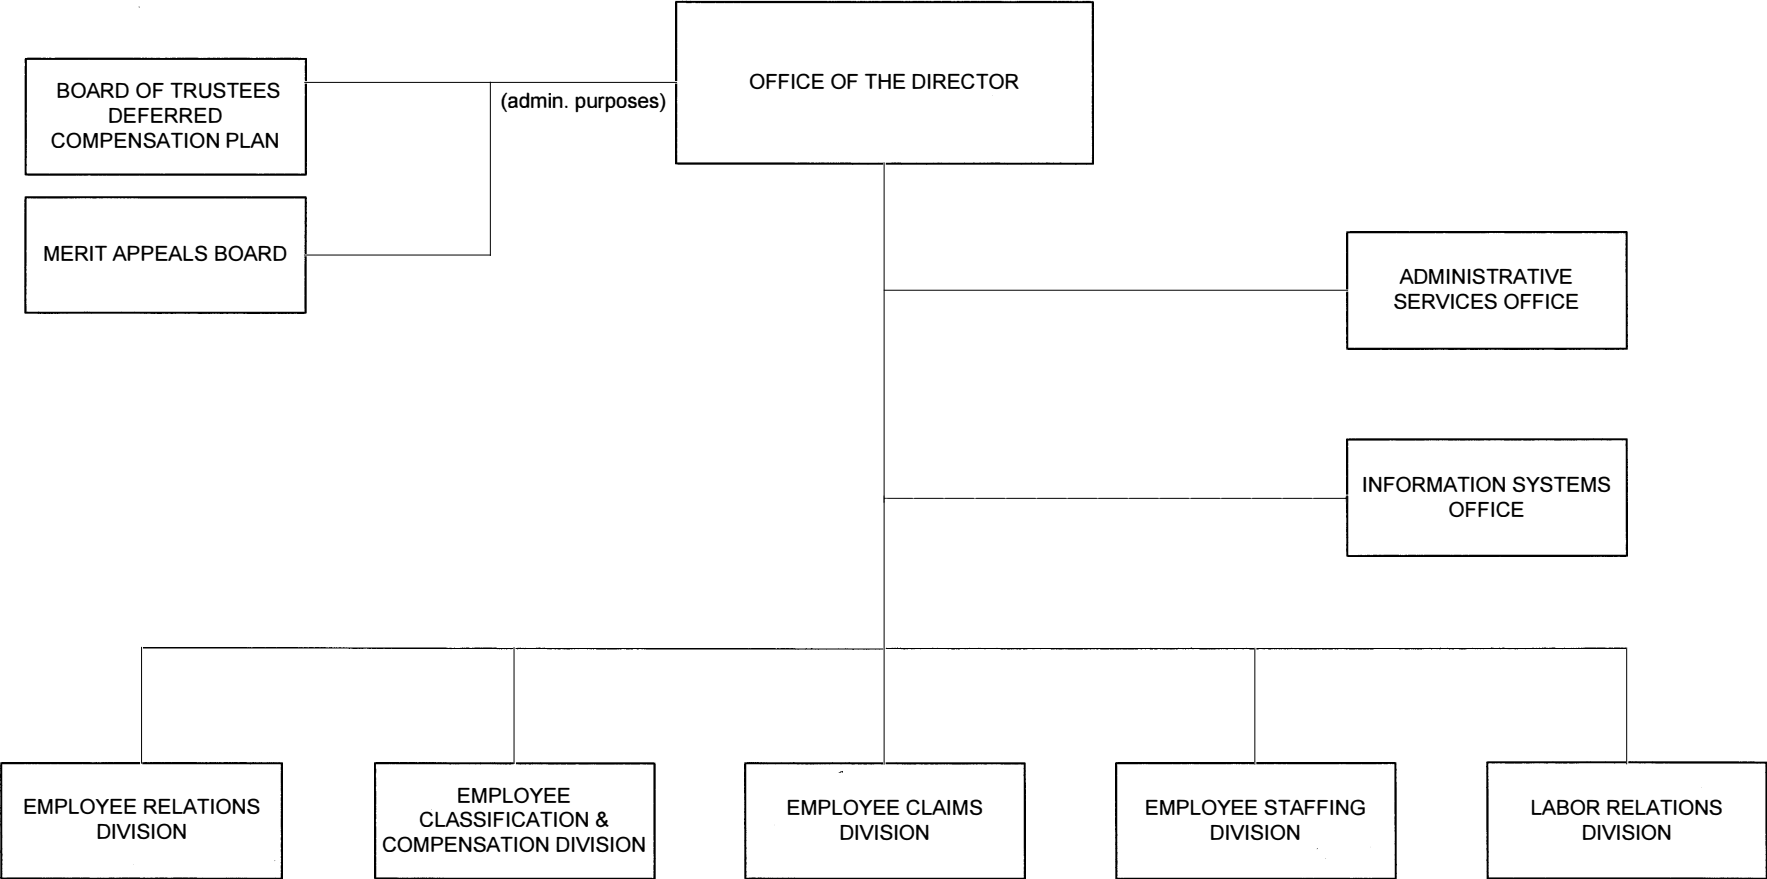 OFFICE OF THE DIRECTOR
BOARD OF TRUSTEES
DEFERRED
COMPENSATION PLAN
(admin. purposes)
MERIT APPEALS BOARD
ADMINISTRATIVE
SERVICES OFFICE
INFORMATION SYSTEMS
OFFICE
EMPLOYEE RELATIONS
DIVISION
EMPLOYEE
CLASSIFICATION &
COMPENSATION DIVISION
EMPLOYEE CLAIMS
DIVISION
EMPLOYEE STAFFING
DIVISION
LABOR RELATIONS
DIVISION